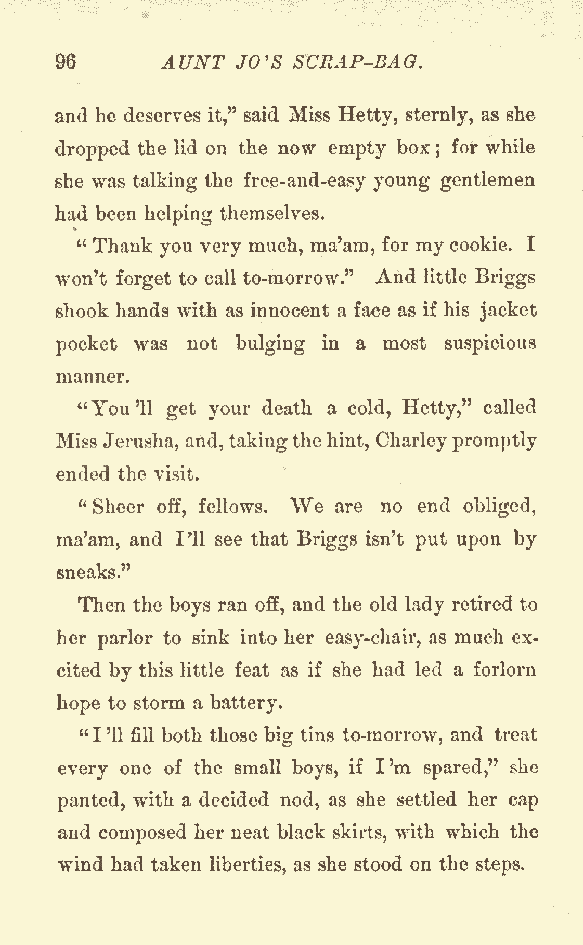 96 AUNT JO'S SCRAP-BAG.
and he deserves it,” said Miss Hetty, sternly, as she
dropped the lid on the now empty box; for while
she was talking the free-and-easy young gentlemen
had been helping themselves.
“Thank you very much, ma’am, for my cookie. I
won’t forget to call to-morrow.” And little Briggs
shook hands with as innocent a face as if his jacket
pocket was not bulging in a most suspicious
manner.
“You’ll get your death a cold, Hetty,” called
Miss Jerusha, and, taking the hint, Charley promptly
ended the visit.
“Sheer off, fellows. We are no end obliged,
ma’am, and I’ll see that Briggs isn’t put upon by
sneaks.”
Then the boys ran off, and the old lady retired to
her parlor to sink into her easy-chair, as much ex-
cited by this little feat as if she had led a forlorn
hope to storm a battery.
“I’ll fill both those big tins to-morrow, and treat
every one of the small boys, if I’m spared,” she
panted, with a decided nod, as she settled her cap
and composed her neat black skirts, with which the
wind had taken liberties, as she stood on the steps.